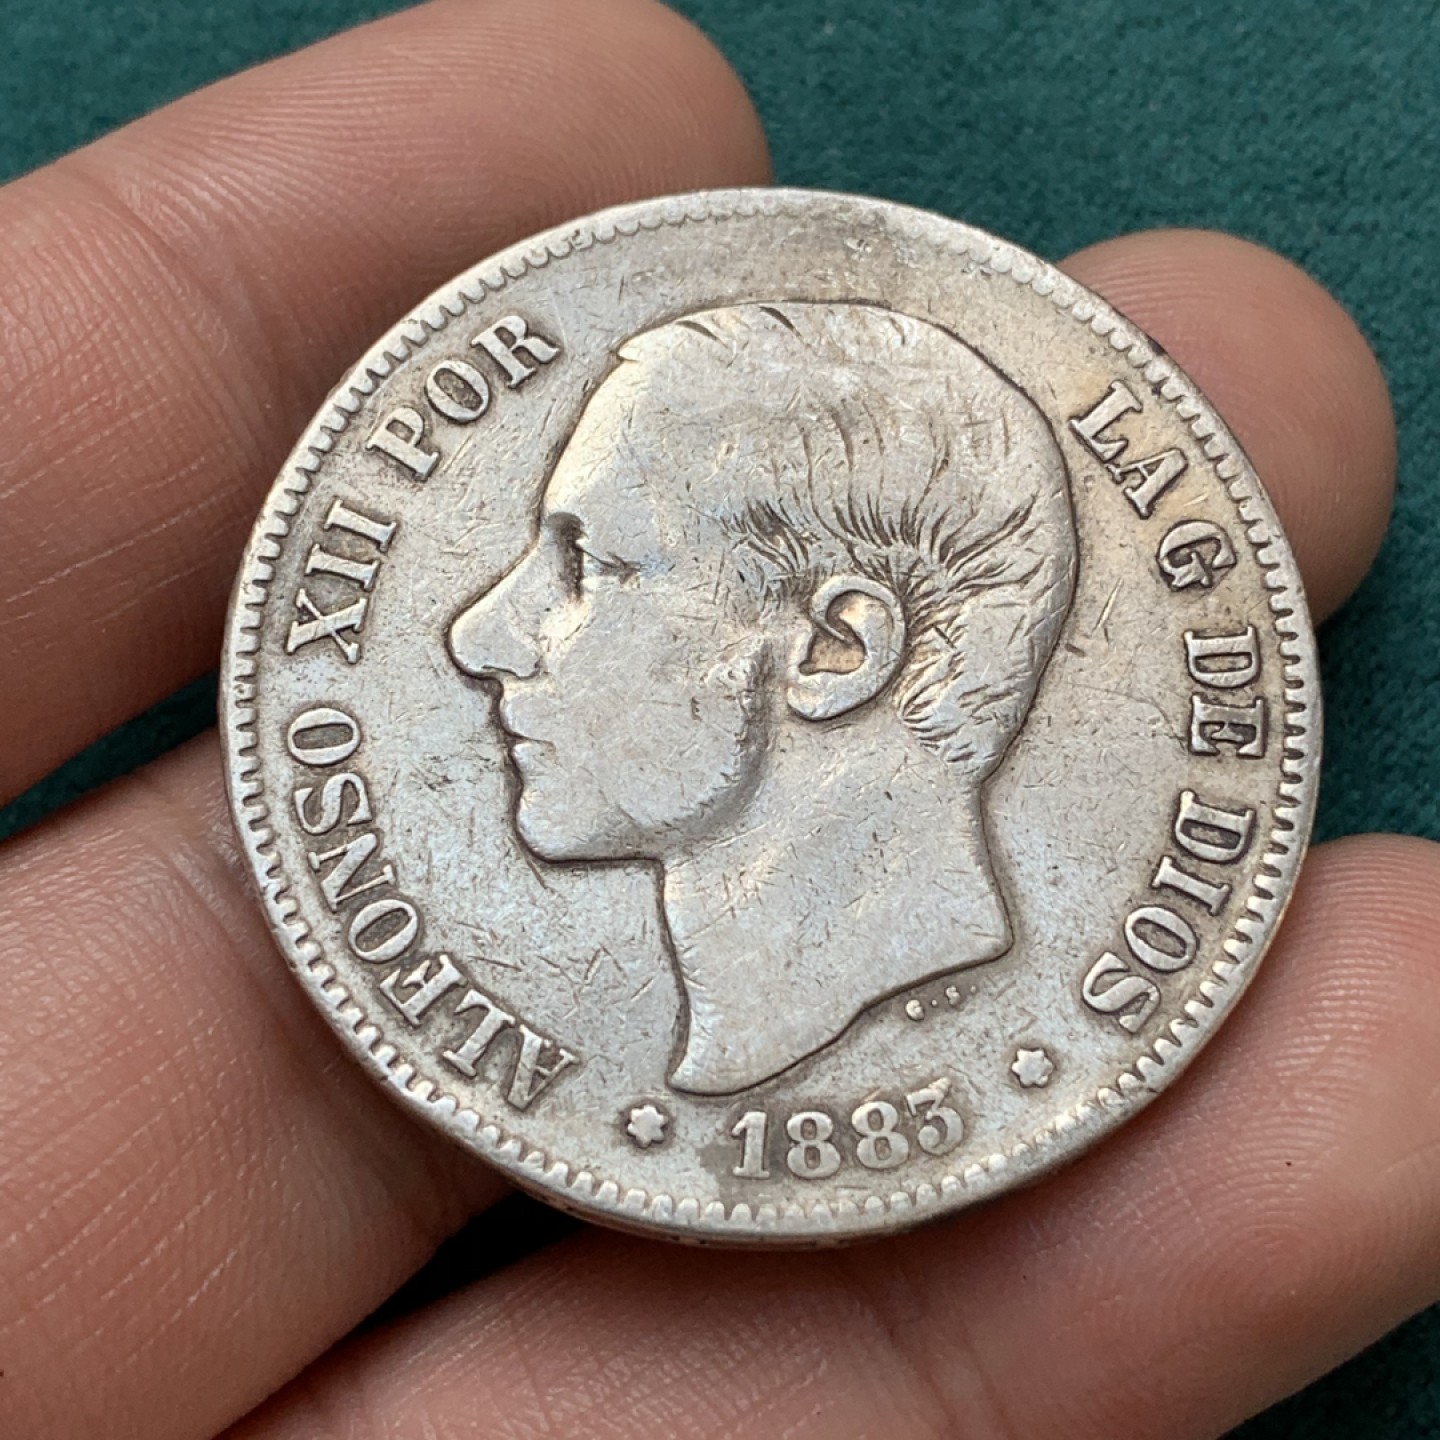 ALFONSO XII POR LA G DE DIOS
G.S.
* 1883 *